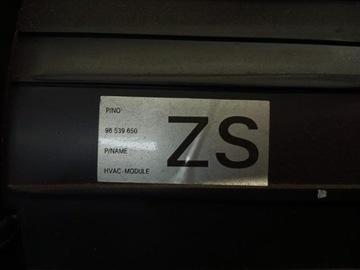 P/NO
96 539 650
P/NAME
HVAC-MODULE
ZS